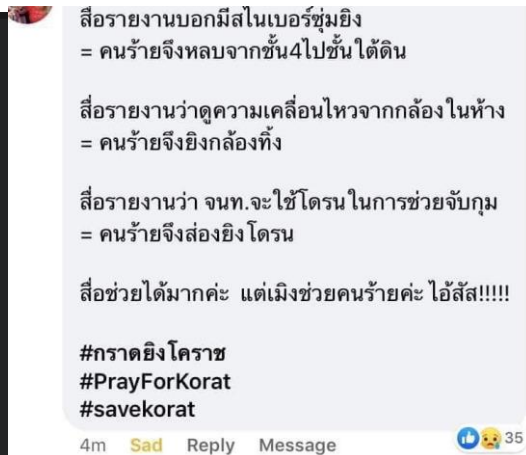 สื่อรายงานบอกมีสไนเบอร์ซุ่มยิง
= คนร้ายจึงหลบจากชั้น4ไปชั้นใต้ดิน
สื่อรายงานว่าดูความเคลื่อนไหวจากกล้องในห้าง
= คนร้ายจึงยิงกล้องทิ้ง
สื่อรายงานว่า จนท.จะใช้โดรนในการช่วยจับกุม
= คนร้ายจึงส่องยิงโดรน
สื่อช่วยได้มากค่ะ แต่เมิงช่วยคนร้ายค่ะ ไอ้สัส!!!!!
#กราดยิงโคราช
#PrayForKorat
#savekorat
4m Sad Reply Message 35